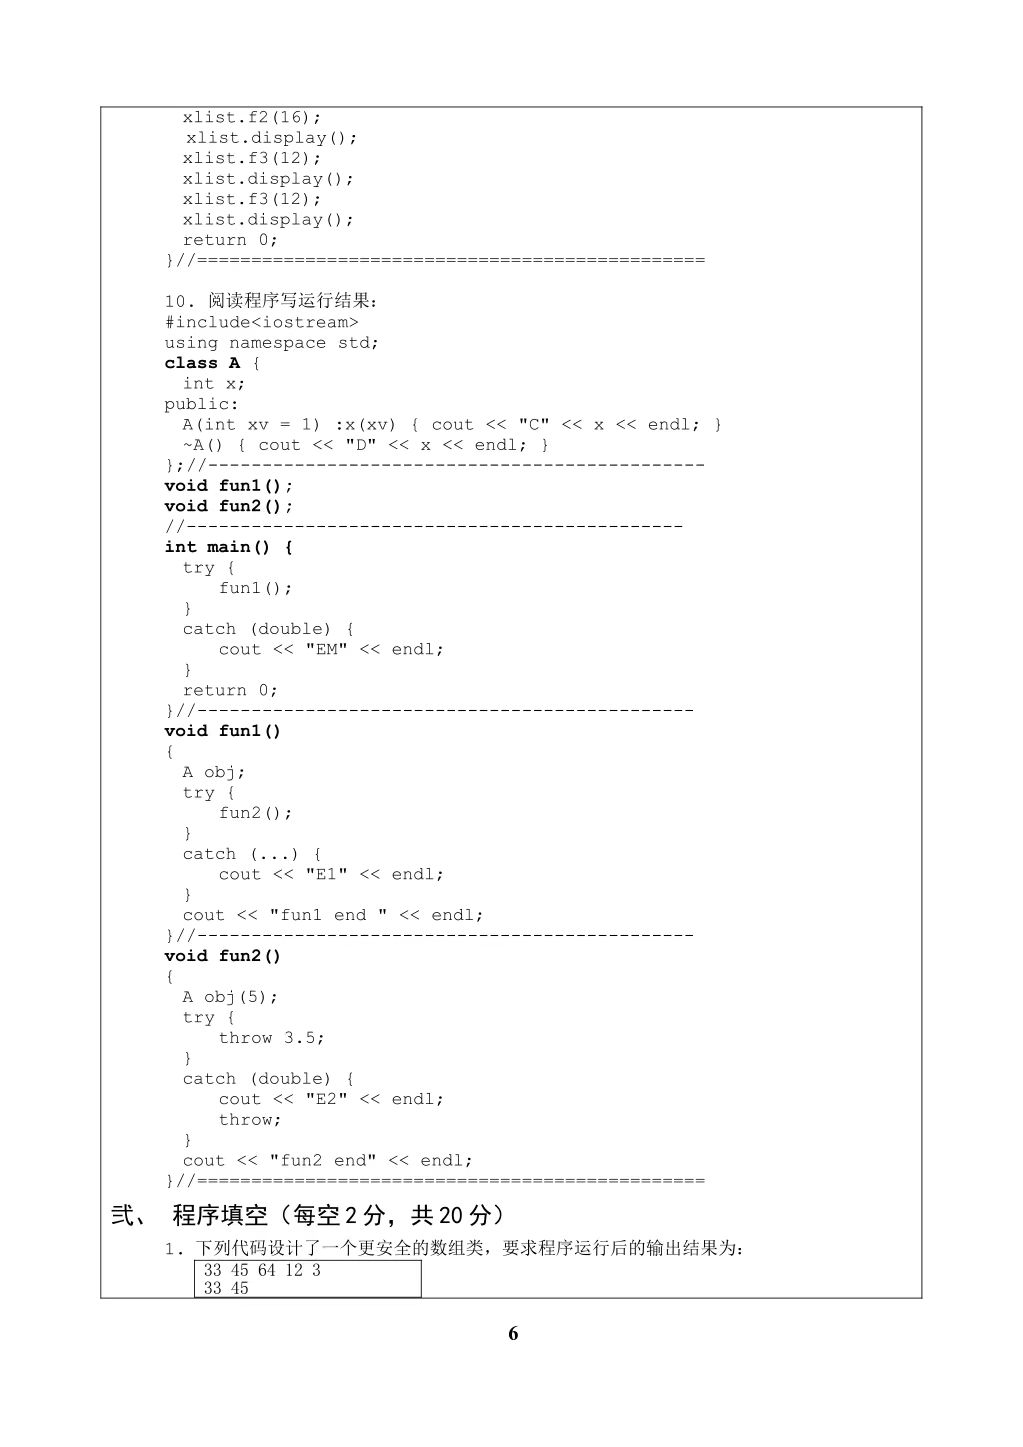 xlist.f2(16);
xlist.display();
xlist.f3(12);
xlist.display();
xlist.f3(12);
xlist.display();
return 0;
}//===============================================
10. 阅读程序写运行结果：
#include<iostream>
using namespace std;
class A {
int x;
public:
A(int xv = 1) :x(xv) { cout << "C" << x << endl; }
~A() { cout << "D" << x << endl; }
};//----------------------------------------------
void fun1();
void fun2();
//----------------------------------------------
int main() {
try {
fun1();
}
catch (double) {
cout << "EM" << endl;
}
return 0;
}//----------------------------------------------
void fun1()
{
A obj;
try {
fun2();
}
catch (...) {
cout << "E1" << endl;
}
cout << "fun1 end " << endl;
}//----------------------------------------------
void fun2()
{
A obj(5);
try {
throw 3.5;
}
catch (double) {
cout << "E2" << endl;
throw;
}
cout << "fun2 end" << endl;
}//===============================================
弍、 程序填空（每空 2 分，共 20 分）
1. 下列代码设计了一个更安全的数组类，要求程序运行后的输出结果为：
33 45 64 12 3
33 45
6